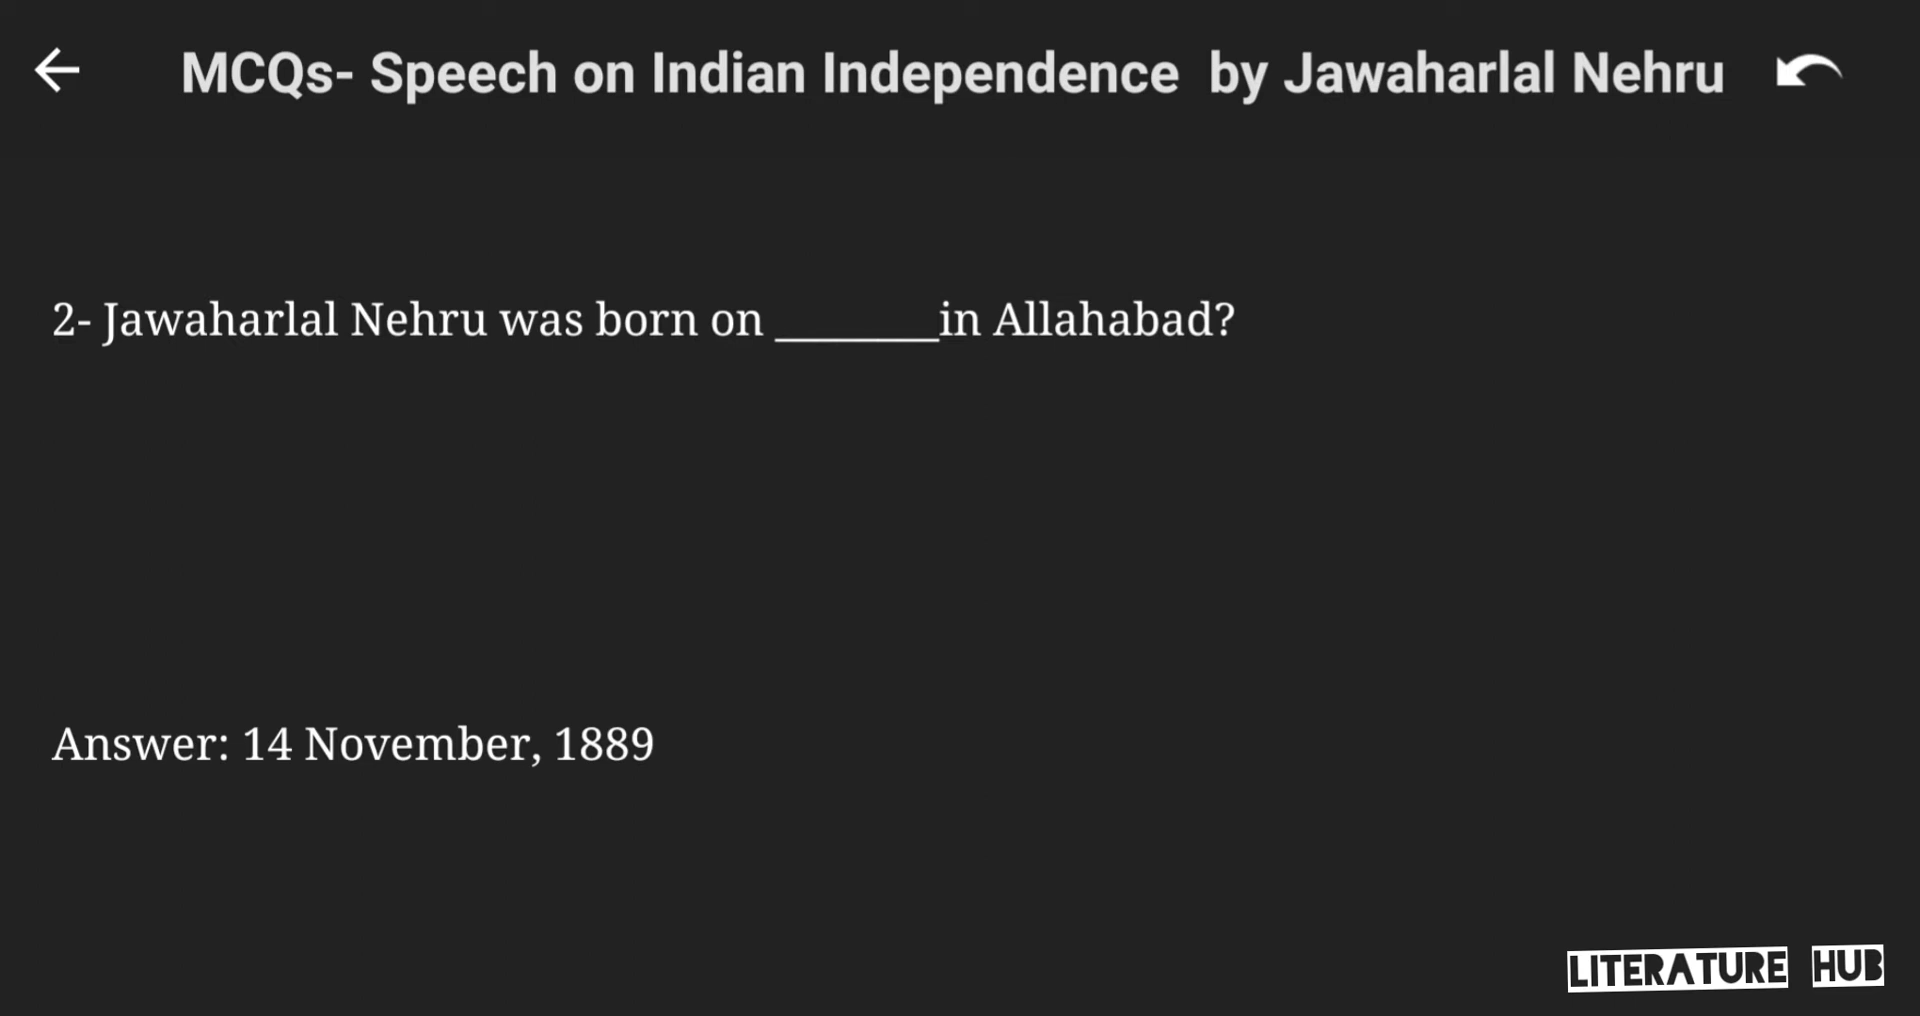 MCQs- Speech on Indian Independence by Jawaharlal Nehru
2- Jawaharlal Nehru was born on ________in Allahabad?
Answer: 14 November, 1889
LITERATURE HUB